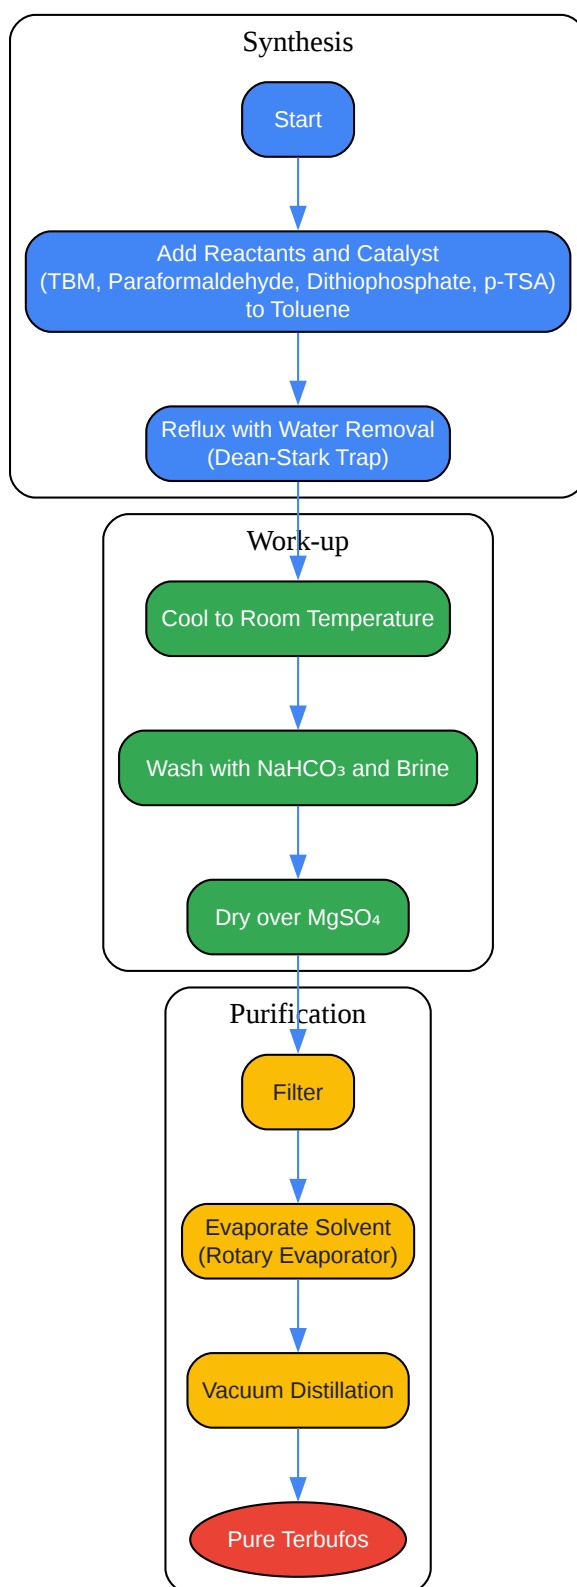 Synthesis
Start
Add Reactants and Catalyst
(TBM, Paraformaldehyde, Dithiophosphate, p-TSA)
to Toluene
Reflux with Water Removal
(Dean-Stark Trap)
Work-up
Cool to Room Temperature
Wash with NaHCO₃ and Brine
Dry over MgSO₄
Purification
Filter
Evaporate Solvent
(Rotary Evaporator)
Vacuum Distillation
Pure Terbufos